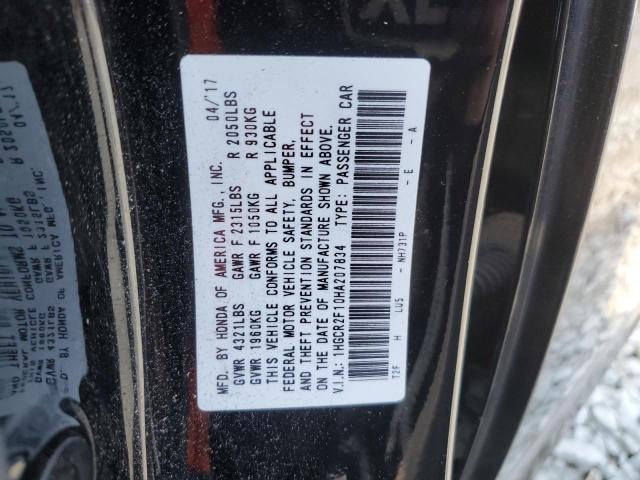 MFD. BY HONDA OF AMERICA MFG., INC. 04/'17
GVWR 4321LBS GAWR F 2315LBS R 2050LBS
GVWR 1960KG GAWR F 1050KG R 930KG
THIS VEHICLE CONFORMS TO ALL APPLICABLE
FEDERAL MOTOR VEHICLE SAFETY, BUMPER,
AND THEFT PREVENTION STANDARDS IN EFFECT
ON THE DATE OF MANUFACTURE SHOWN ABOVE.
V.I.N.: 1HGCR2F10HA207834 TYPE: PASSENGER CAR
T2F H LU5 - NH731P - E - A